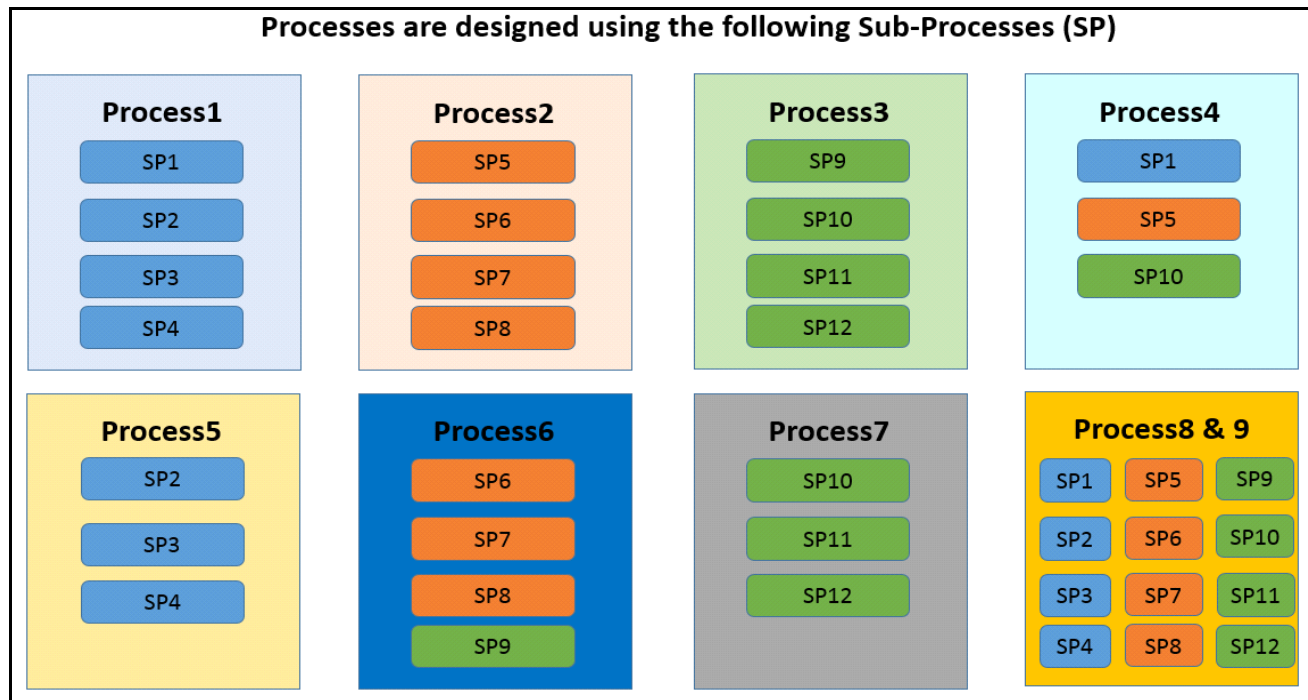 Processes are designed using the following Sub-Processes (SP)
Process1
SP1
SP2
SP3
SP4
Process2
SP5
SP6
SP7
SP8
Process3
SP9
SP10
SP11
SP12
Process4
SP1
SP5
SP10
Process5
SP2
SP3
SP4
Process6
SP6
SP7
SP8
SP9
Process7
SP10
SP11
SP12
Process8 & 9
SP1 SP5 SP9
SP2 SP6 SP10
SP3 SP7 SP11
SP4 SP8 SP12